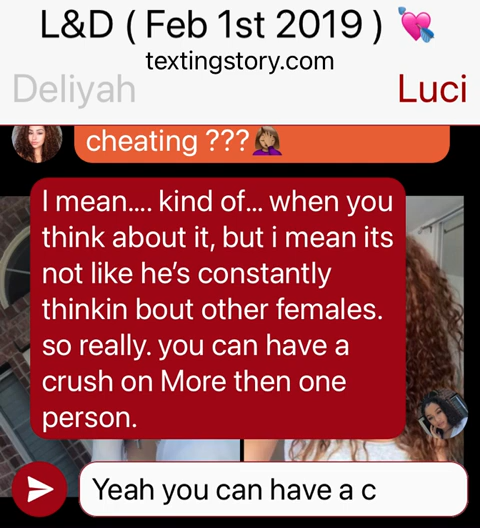 L&D ( Feb 1st 2019 ) 💘
textingstory.com
Deliyah
Luci
cheating ???🤦🏽‍♀️
I mean.... kind of... when you
think about it, but i mean its
not like he's constantly
thinkin bout other females.
so really. you can have a
crush on More then one
person.
Yeah you can have a c